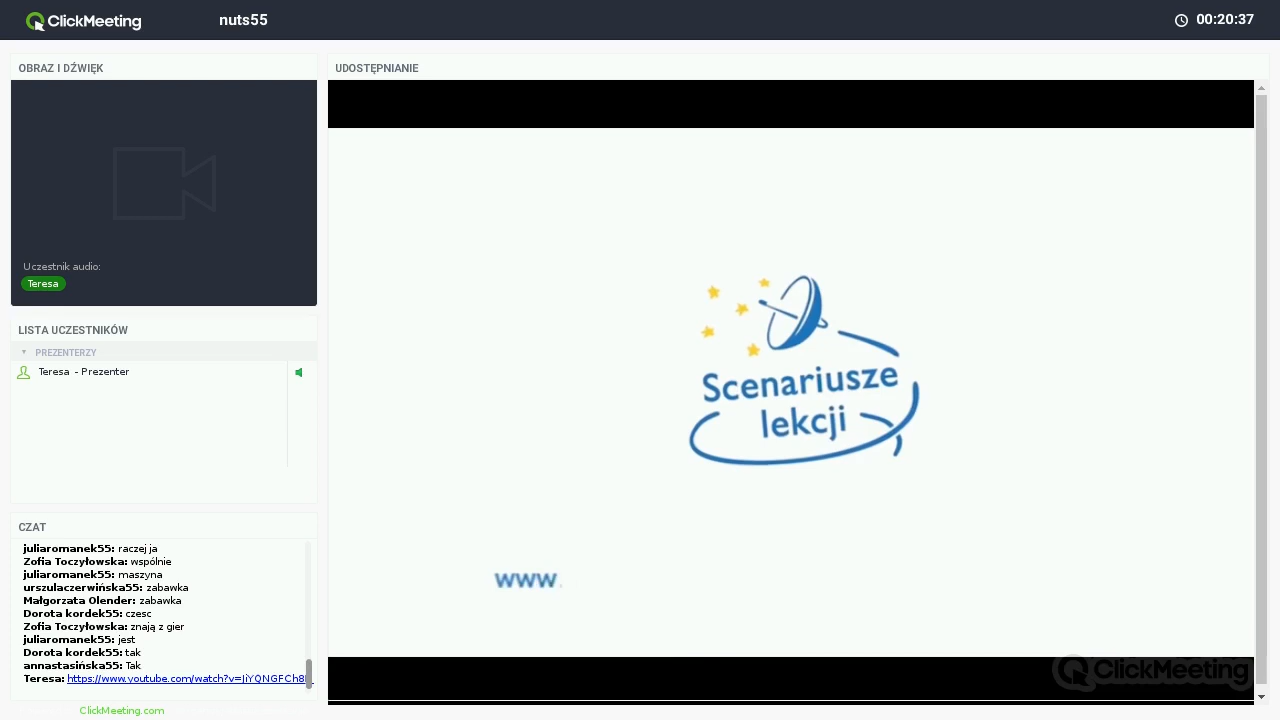 ClickMeeting
nuts55
00:20:37
OBRAZ I DŹWIĘK
Uczestnik audio:
Teresa
LISTA UCZESTNIKÓW
PREZENTERZY
Teresa - Prezenter
CZAT
juliaromanek55: raczej ja
Zofia Toczyłowska: wspólnie
juliaromanek55: maszyna
urszulaczerwińska55: zabawka
Małgorzata Olender: zabawka
Dorota kordek55: czesc
Zofia Toczyłowska: znają z gier
juliaromanek55: jest
Dorota kordek55: tak
annastasińska55: Tak
Teresa: https://www.youtube.com/watch?v=JiYQNGFCh8
ClickMeeting.com
UDOSTĘPNIANIE
Scenariusze
lekcji
www.
ClickMeeting